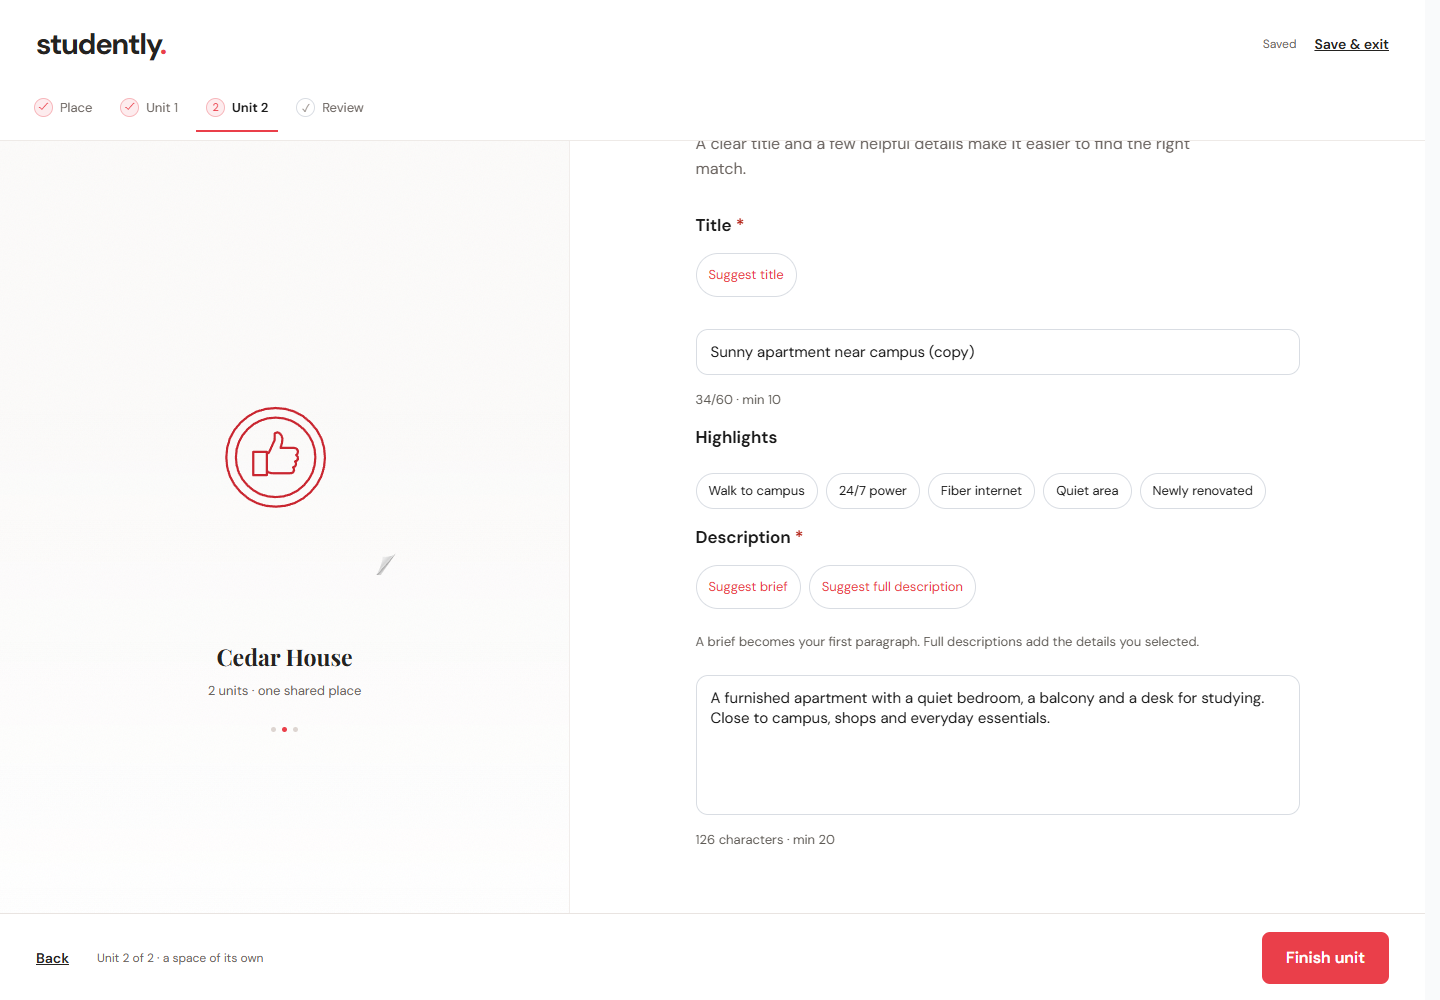 studently.
Saved
Save & exit
Place
Unit 1
2 Unit 2
Review
A clear title and a few helpful details make it easier to find the right
match.
Title *
Suggest title
Sunny apartment near campus (copy)
34/60 · min 10
Highlights
Walk to campus
24/7 power
Fiber internet
Quiet area
Newly renovated
Description *
Suggest brief
Suggest full description
A brief becomes your first paragraph. Full descriptions add the details you selected.
A furnished apartment with a quiet bedroom, a balcony and a desk for studying.
Close to campus, shops and everyday essentials.
126 characters · min 20
Cedar House
2 units · one shared place
Back
Unit 2 of 2 · a space of its own
Finish unit